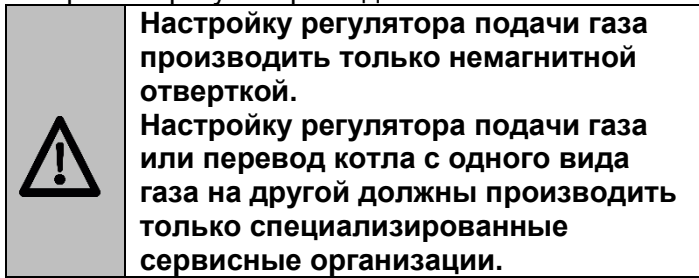 Настройку регулятора подачи газа
производить только немагнитной
отверткой.
Настройку регулятора подачи газа
или перевод котла с одного вида
газа на другой должны производить
только специализированные
сервисные организации.